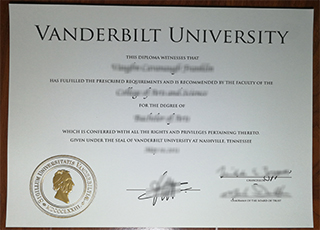 VANDERBILT UNIVERSITY
THIS DIPLOMA WITNESSES THAT
HAS FULFILLED THE PRESCRIBED REQUIREMENTS AND IS RECOMMENDED BY THE FACULTY OF THE
College of Arts and Science
FOR THE DEGREE OF
Bachelor of Arts
WHICH IS CONFERRED WITH ALL THE RIGHTS AND PRIVILEGES PERTAINING THERETO.
GIVEN UNDER THE SEAL OF VANDERBILT UNIVERSITY AT NASHVILLE, TENNESSEE